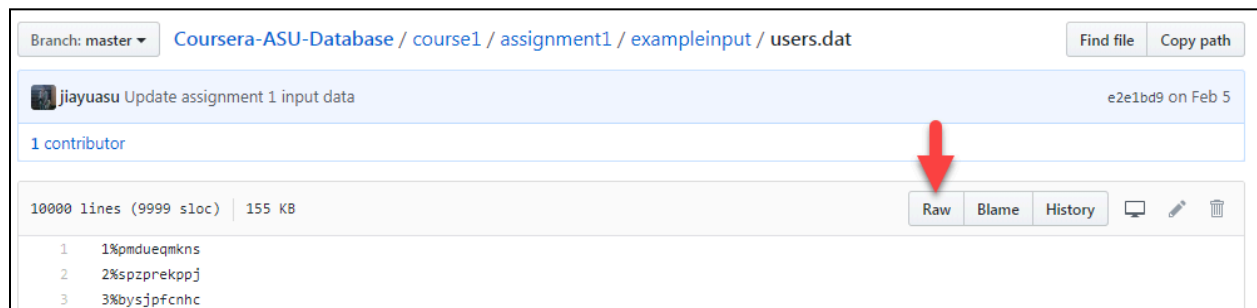 Branch: master Coursera-ASU-Database / course1 / assignment1 / exampleinput / users.dat Find file Copy path
jiayuasu Update assignment 1 input data e2e1bd9 on Feb 5
1 contributor
10000 lines (9999 sloc) 155 KB Raw Blame History
1 1%pmdueqmkns
2 2%spzprekppj
3 3%bysjpfcnhc